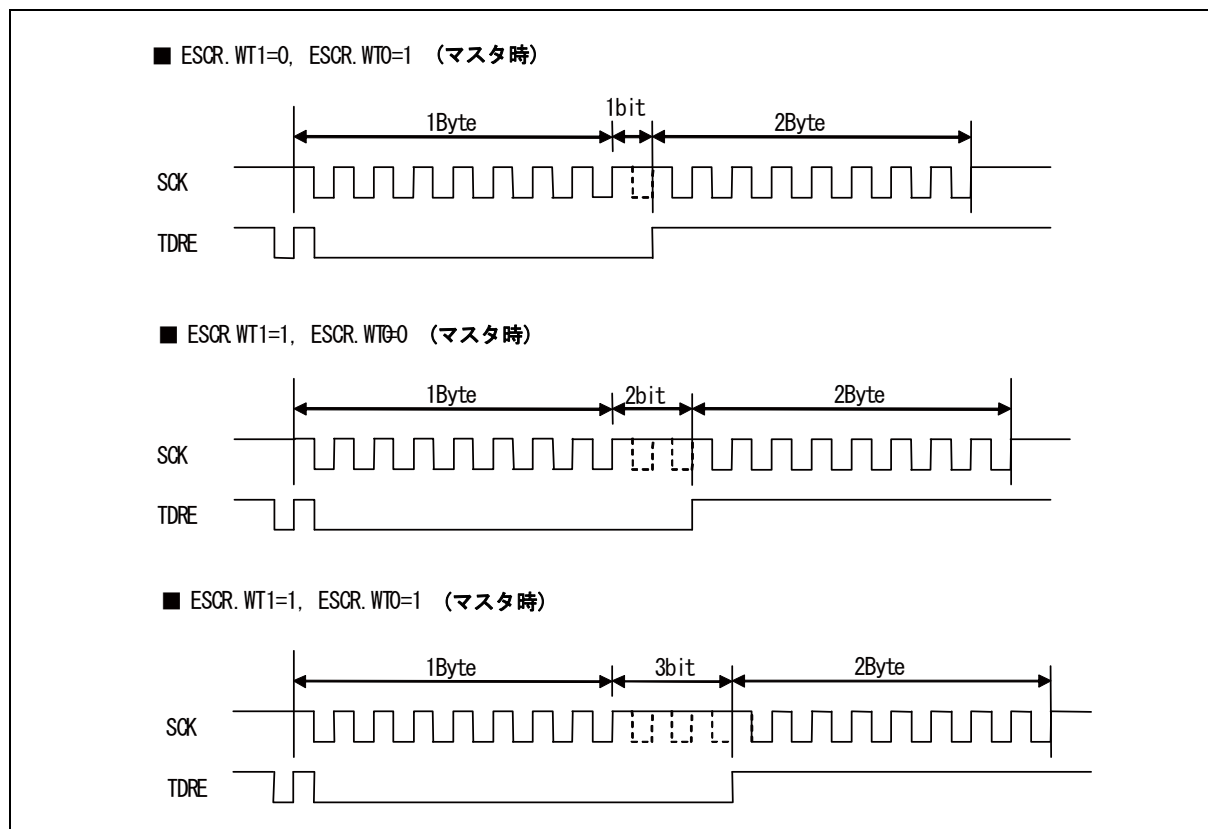 ■ ESCR. WT1=0, ESCR. WT0=1 （マスタ時）
1Byte 1bit 2Byte
SCK
TDRE
■ ESCR. WT1=1, ESCR. WT0=0 （マスタ時）
1Byte 2bit 2Byte
SCK
TDRE
■ ESCR. WT1=1, ESCR. WT0=1 （マスタ時）
1Byte 3bit 2Byte
SCK
TDRE